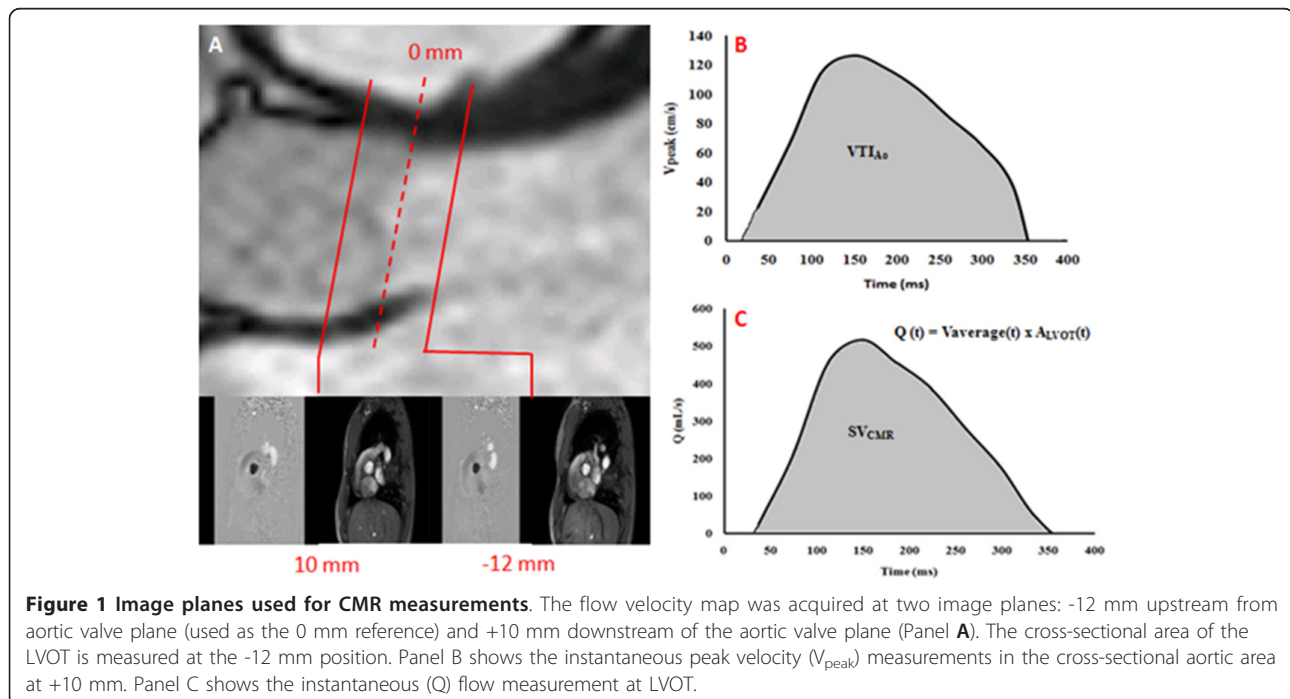 A
0 mm
10 mm
-12 mm
B
140
120
100
80
60
40
20
0
Vpeak (cm/s)
VTIAo
0 50 100 150 200 250 300 350 400
Time (ms)
C
600
500
400
300
200
100
0
Q (mL/s)
Q (t) = Vaverage(t) x ALVOT(t)
SVCMR
0 50 100 150 200 250 300 350 400
Time (ms)
Figure 1 Image planes used for CMR measurements. The flow velocity map was acquired at two image planes: -12 mm upstream from
aortic valve plane (used as the 0 mm reference) and +10 mm downstream of the aortic valve plane (Panel A). The cross-sectional area of the
LVOT is measured at the -12 mm position. Panel B shows the instantaneous peak velocity (Vpeak) measurements in the cross-sectional aortic area
at +10 mm. Panel C shows the instantaneous (Q) flow measurement at LVOT.